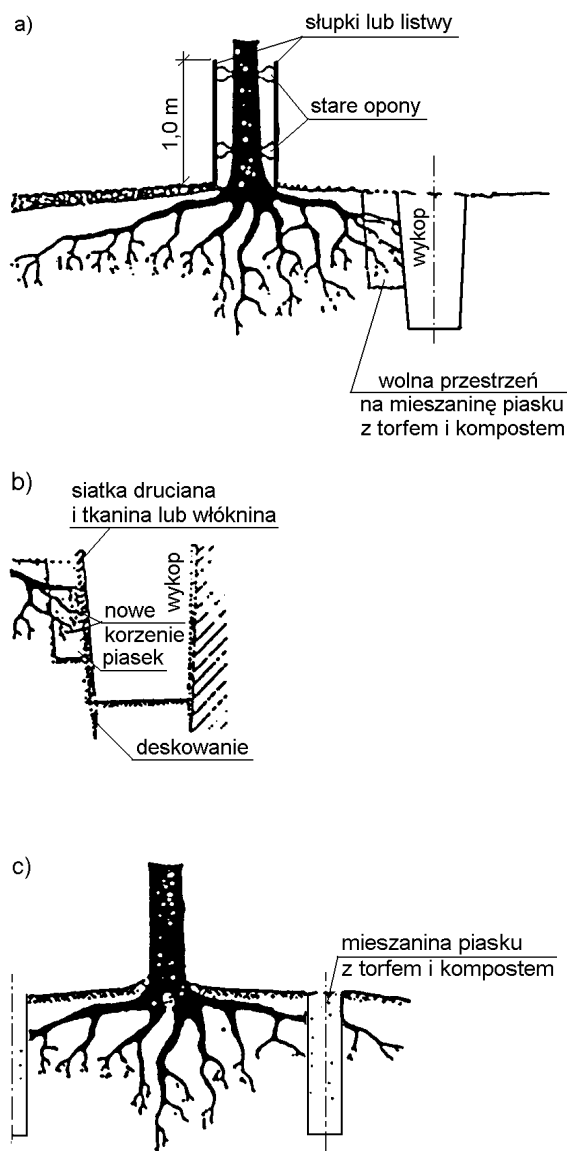 a)
słupki lub listwy
stare opony
1,0 m
wykop
wolna przestrzeń
na mieszaninę piasku
z torfem i kompostem
b)
siatka druciana
i tkanina lub włóknina
wykop
nowe
korzenie
piasek
deskowanie
c)
mieszanina piasku
z torfem i kompostem